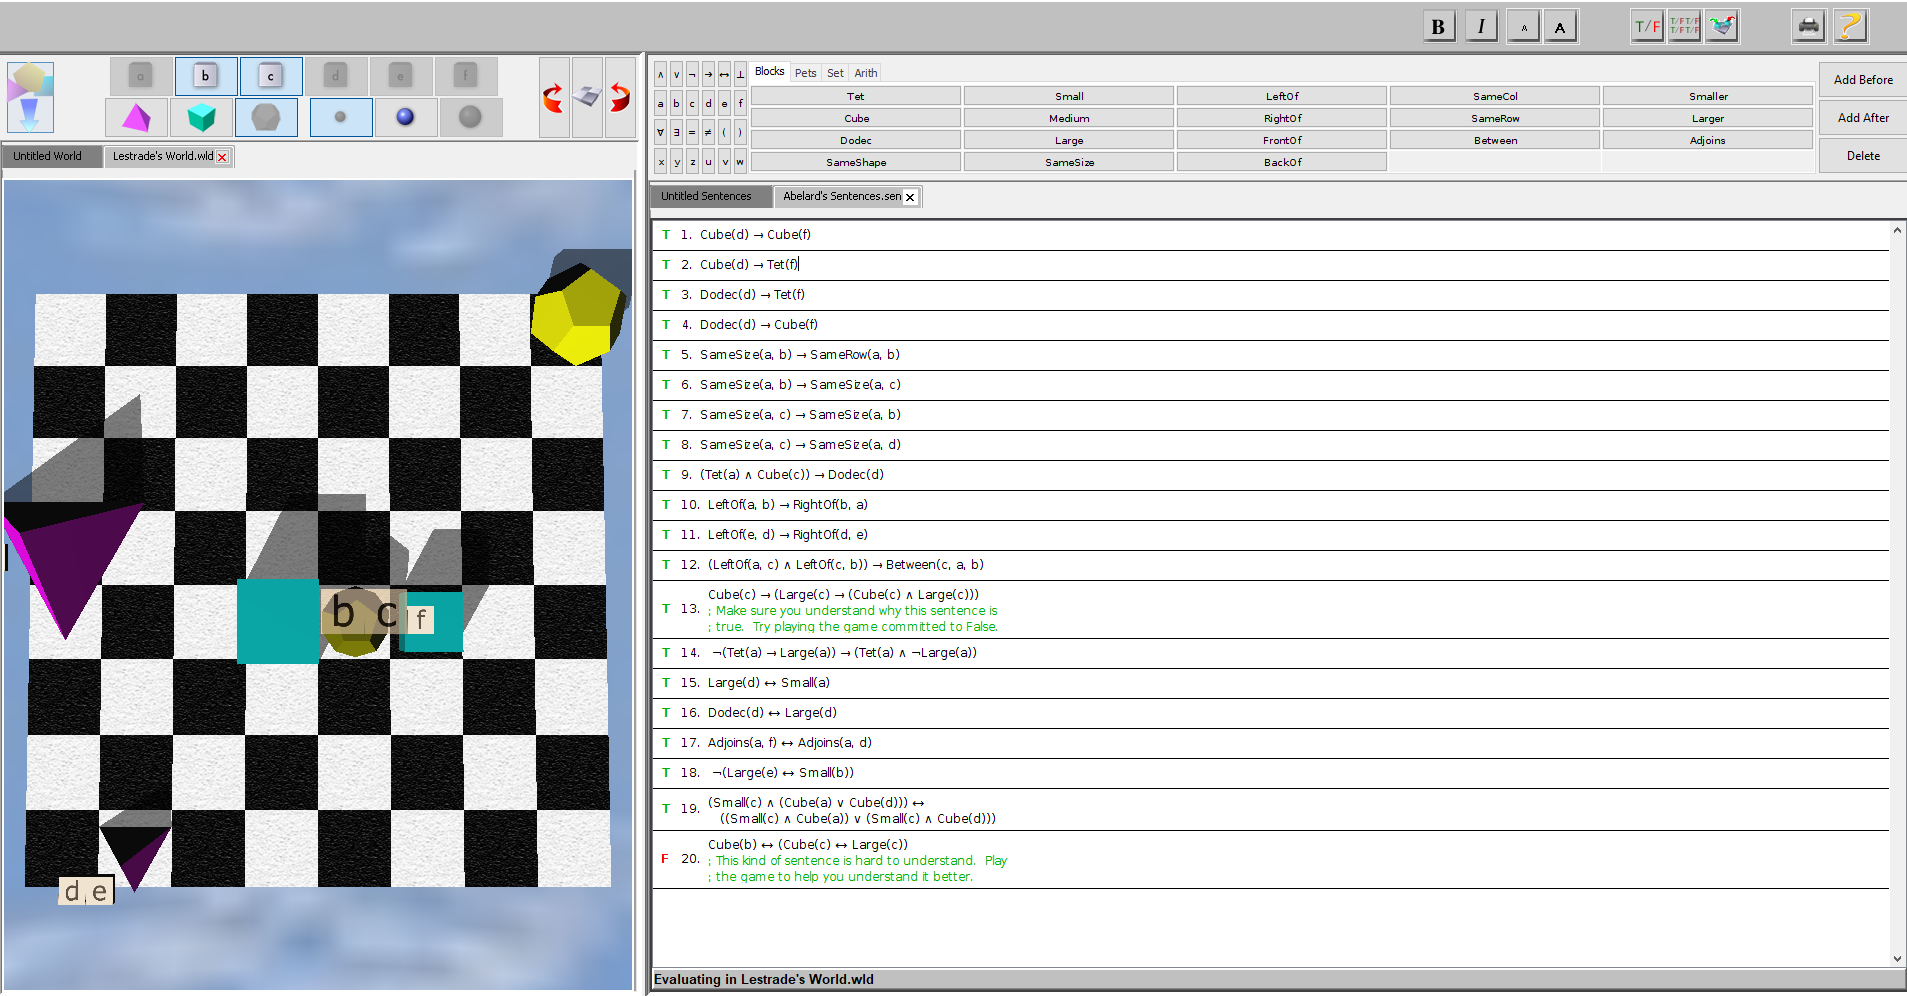 B I A A T/F T/F T/F T/F T/F ?
a b c d e f
Untitled World Lestrade's World.wld
b c f
d e
∧ ∨ ¬ → ↔ ⊥
a b c d e f
∀ ∃ = ≠ ( )
x y z u v w
Blocks Pets Set Arith
Tet Small LeftOf SameCol Smaller
Cube Medium RightOf SameRow Larger
Dodec Large FrontOf Between Adjoins
SameShape SameSize BackOf
Add Before
Add After
Delete
Untitled Sentences Abelard's Sentences.sen
T 1. Cube(d) → Cube(f)
T 2. Cube(d) → Tet(f)
T 3. Dodec(d) → Tet(f)
T 4. Dodec(d) → Cube(f)
T 5. SameSize(a, b) → SameRow(a, b)
T 6. SameSize(a, b) → SameSize(a, c)
T 7. SameSize(a, c) → SameSize(a, b)
T 8. SameSize(a, c) → SameSize(a, d)
T 9. (Tet(a) ∧ Cube(c)) → Dodec(d)
T 10. LeftOf(a, b) → RightOf(b, a)
T 11. LeftOf(e, d) → RightOf(d, e)
T 12. (LeftOf(a, c) ∧ LeftOf(c, b)) → Between(c, a, b)
T 13. Cube(c) → (Large(c) → (Cube(c) ∧ Large(c)))
; Make sure you understand why this sentence is
; true. Try playing the game committed to False.
T 14. ¬(Tet(a) → Large(a)) → (Tet(a) ∧ ¬Large(a))
T 15. Large(d) ↔ Small(a)
T 16. Dodec(d) ↔ Large(d)
T 17. Adjoins(a, f) ↔ Adjoins(a, d)
T 18. ¬(Large(e) ↔ Small(b))
T 19. (Small(c) ∧ (Cube(a) ∨ Cube(d))) ↔
((Small(c) ∧ Cube(a)) ∨ (Small(c) ∧ Cube(d)))
F 20. Cube(b) ↔ (Cube(c) ↔ Large(c))
; This kind of sentence is hard to understand. Play
; the game to help you understand it better.
Evaluating in Lestrade's World.wld